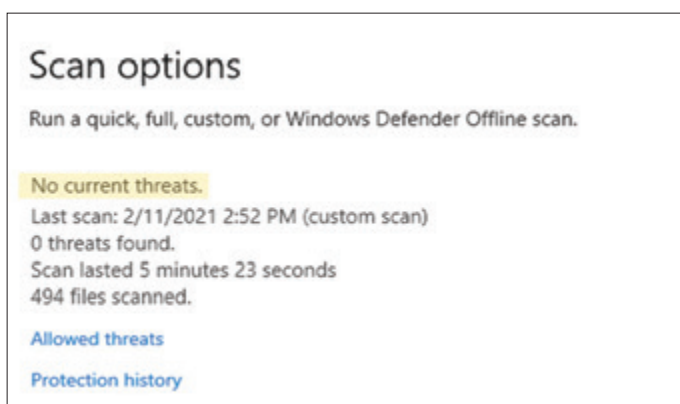 Scan options
Run a quick, full, custom, or Windows Defender Offline scan.
No current threats.
Last scan: 2/11/2021 2:52 PM (custom scan)
0 threats found.
Scan lasted 5 minutes 23 seconds
494 files scanned.
Allowed threats
Protection history